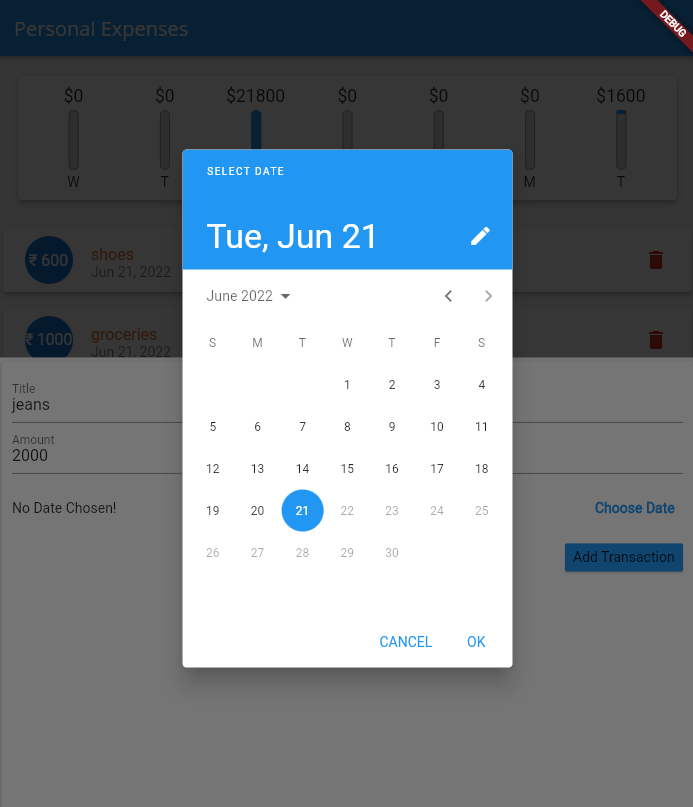 Personal Expenses
DEBUG
$0 $0 $21800 $0 $0 $0 $1600
W T M T
SELECT DATE
Tue, Jun 21
₹ 600
shoes
Jun 21, 2022
June 2022
₹ 1000
groceries
Jun 21, 2022
S M T W T F S
1 2 3 4
5 6 7 8 9 10 11
12 13 14 15 16 17 18
19 20 21 22 23 24 25
26 27 28 29 30
Title
jeans
Amount
2000
No Date Chosen!
Choose Date
Add Transaction
CANCEL OK